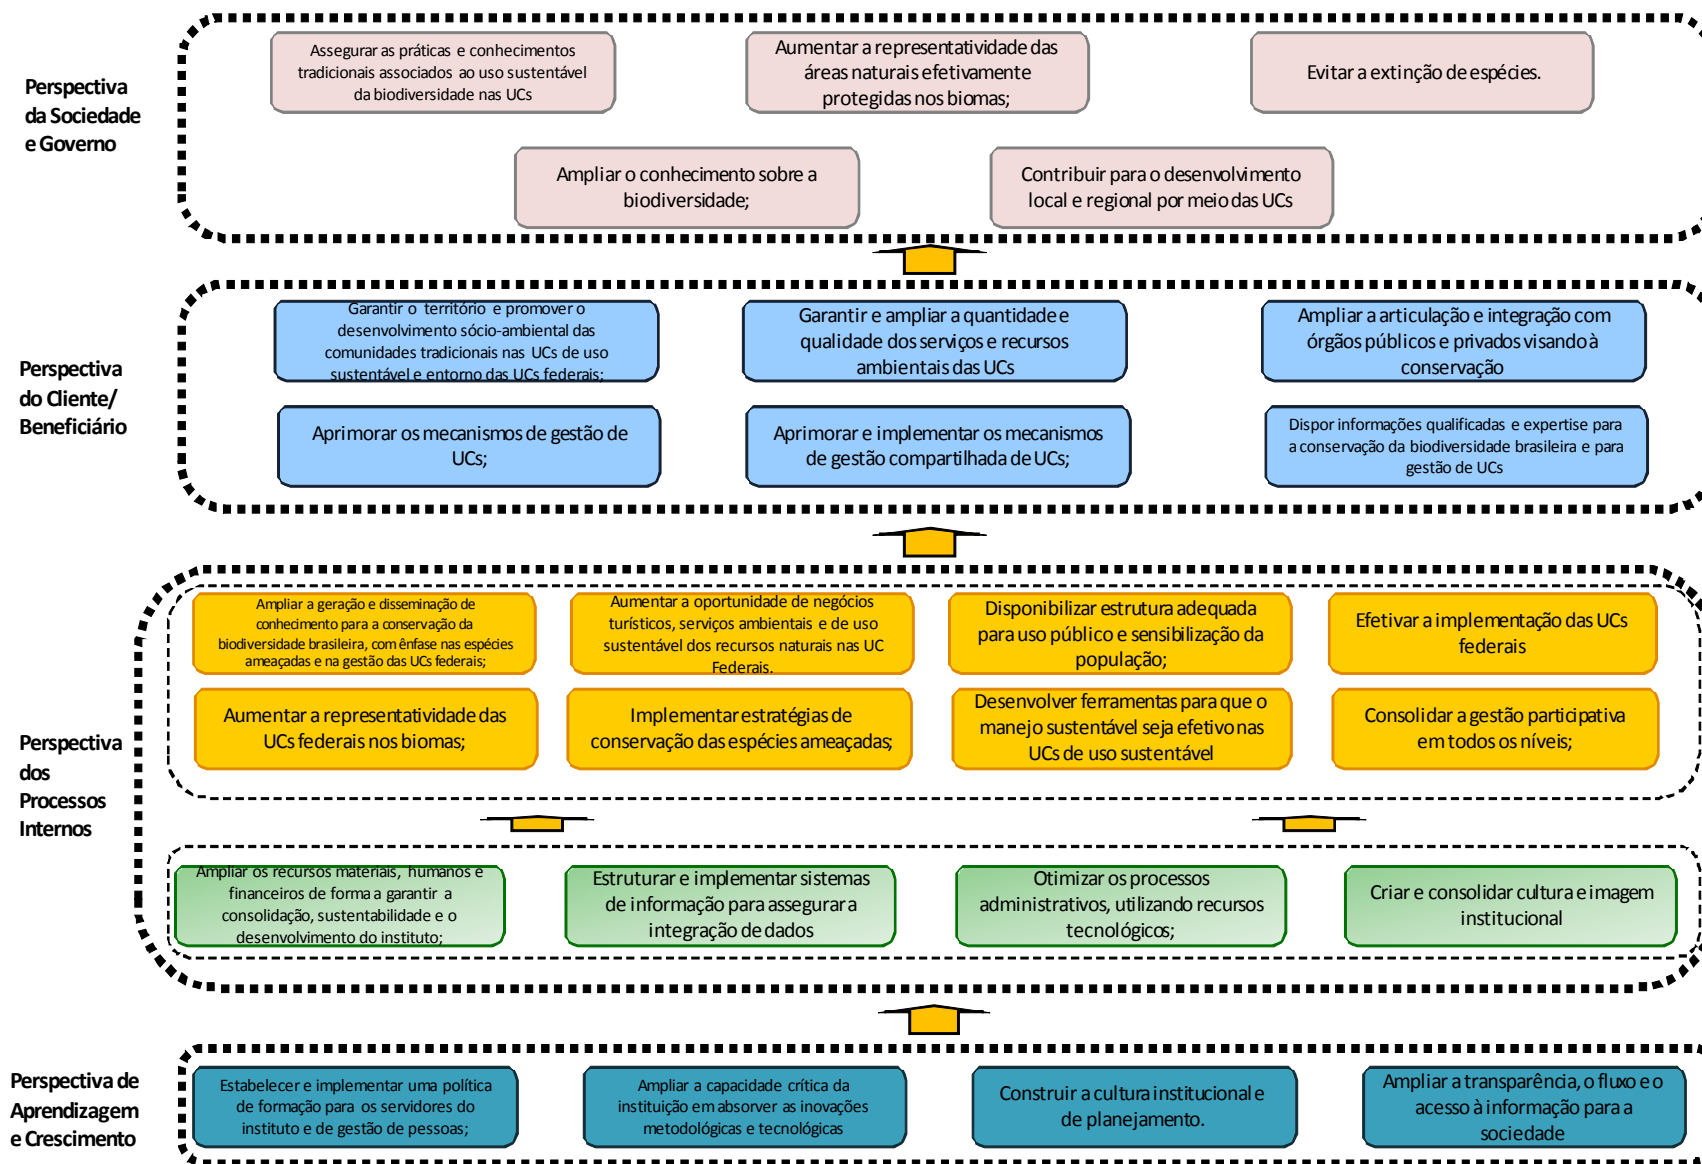 Perspectiva
da Sociedade
e Governo
Assegurar as práticas e conhecimentos
tradicionais associados ao uso sustentável
da biodiversidade nas UCs
Aumentar a representatividade das
áreas naturais efetivamente
protegidas nos biomas;
Evitar a extinção de espécies.
Ampliar o conhecimento sobre a
biodiversidade;
Contribuir para o desenvolvimento
local e regional por meio das UCs
Perspectiva
do Cliente/
Beneficiário
Garantir o território e promover o
desenvolvimento sócio-ambiental das
comunidades tradicionais nas UCs de uso
sustentável e entorno das UCs federais;
Garantir e ampliar a quantidade e
qualidade dos serviços e recursos
ambientais das UCs
Ampliar a articulação e integração com
órgãos públicos e privados visando à
conservação
Aprimorar os mecanismos de gestão de
UCs;
Aprimorar e implementar os mecanismos
de gestão compartilhada de UCs;
Dispor informações qualificadas e expertise para
a conservação da biodiversidade brasileira e para
gestão de UCs
Perspectiva
dos
Processos
Internos
Ampliar a geração e disseminação de
conhecimento para a conservação da
biodiversidade brasileira, com ênfase nas espécies
ameaçadas e na gestão das UCs federais;
Aumentar a oportunidade de negócios
turísticos, serviços ambientais e de uso
sustentável dos recursos naturais nas UC
Federais.
Disponibilizar estrutura adequada
para uso público e sensibilização da
população;
Efetivar a implementação das UCs
federais
Aumentar a representatividade das
UCs federais nos biomas;
Implementar estratégias de
conservação das espécies ameaçadas;
Desenvolver ferramentas para que o
manejo sustentável seja efetivo nas
UCs de uso sustentável
Consolidar a gestão participativa
em todos os níveis;
Ampliar os recursos materiais, humanos e
financeiros de forma a garantir a
consolidação, sustentabilidade e o
desenvolvimento do instituto;
Estruturar e implementar sistemas
de informação para assegurar a
integração de dados
Otimizar os processos
administrativos, utilizando recursos
tecnológicos;
Criar e consolidar cultura e imagem
institucional
Perspectiva de
Aprendizagem
e Crescimento
Estabelecer e implementar uma política
de formação para os servidores do
instituto e de gestão de pessoas;
Ampliar a capacidade crítica da
instituição em absorver as inovações
metodológicas e tecnológicas
Construir a cultura institucional e
de planejamento.
Ampliar a transparência, o fluxo e o
acesso à informação para a
sociedade